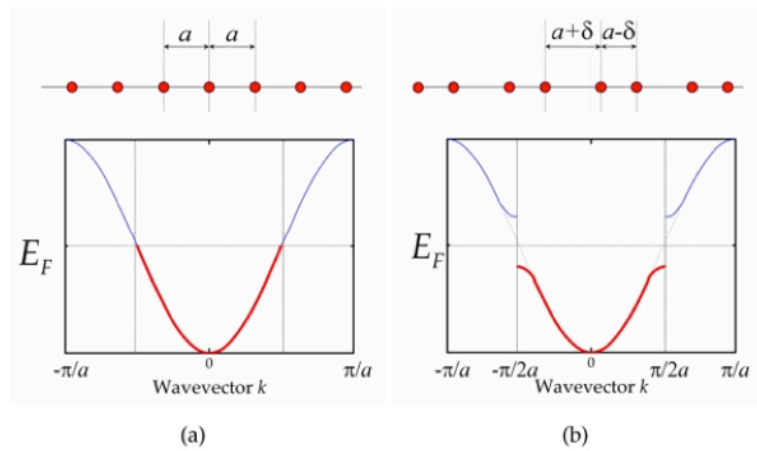 a a
a+δ a-δ
E_F
-π/a 0 π/a
Wavevector k
E_F
-π/a -π/2a 0 π/2a π/a
Wavevector k
(a)
(b)